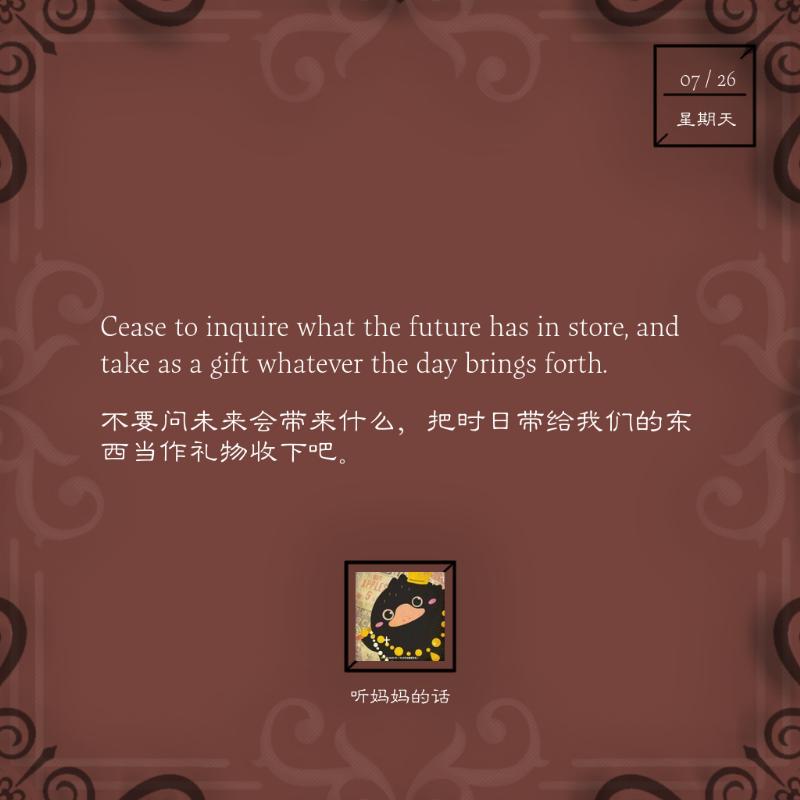 07 / 26
星期天
Cease to inquire what the future has in store, and
take as a gift whatever the day brings forth.
不要问未来会带来什么，把时日带给我们的东
西当作礼物收下吧。
听妈妈的话